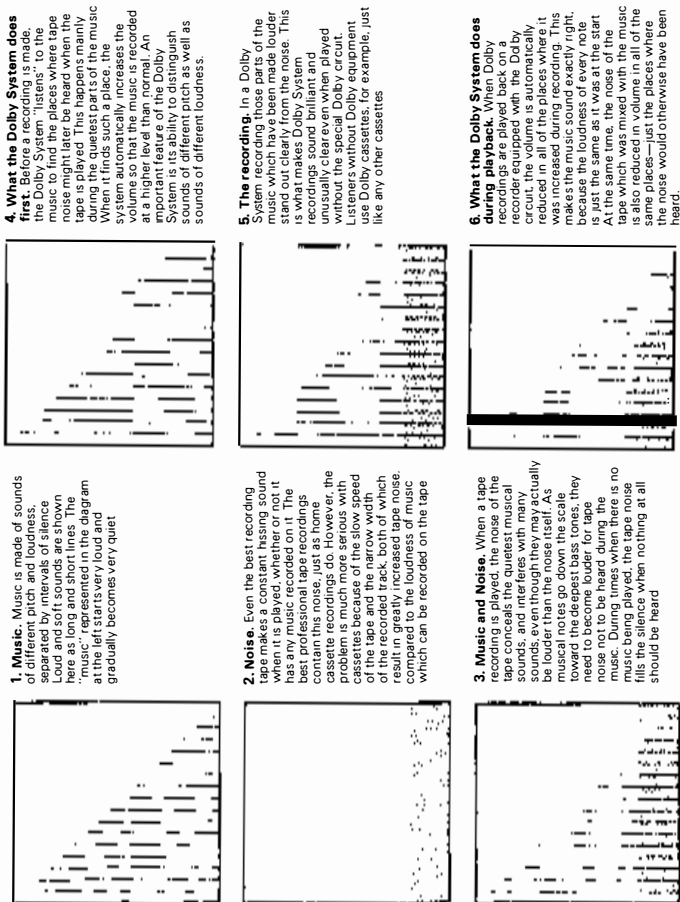 1. Music. Music is made of sounds
of different pitch and loudness,
separated by intervals of silence
Loud and soft sounds are shown
here as long and short lines The
"music" represented in the diagram
at the left starts very loud and
gradually becomes very quiet
2. Noise. Even the best recording
tape makes a constant hissing sound
when it is played, whether or not it
has any music recorded on it The
best professional tape recordings
contain this noise, just as home
cassette recordings do. However, the
problem is much more serious with
cassettes because of the slow speed
of the tape and the narrow width
of the recorded track, both of which
result in greatly increased tape noise.
compared to the loudness of music
which can be recorded on the tape
3. Music and Noise. When a tape
recording is played, the noise of the
tape conceals the quietest musical
sounds, and interferes with many
sounds, even though they may actually
be louder than the noise itself. As
musical notes go down the scale
toward the deepest bass tones, they
need to become louder for tape
noise not to be heard during the
music. During times when there is no
music being played, the tape noise
fills the silence when nothing at all
should be heard
4. What the Dolby System does
first. Before a recording is made,
the Dolby System "listens" to the
music to find the places where tape
noise might later be heard when the
tape is played This happens mainly
during the quietest parts of the music
When it finds such a place, the
system automatically increases the
volume so that the music is recorded
at a higher level than normal. An
important feature of the Dolby
System is its ability to distinguish
sounds of different pitch as well as
sounds of different loudness.
5. The recording. In a Dolby
System recording those parts of the
music which have been made louder
stand out clearly from the noise. This
is what makes Dolby System
recordings sound brilliant and
unusually clear even when played
without the special Dolby circuit.
Listeners without Dolby equipment
use Dolby cassettes, for example, just
like any other cassettes
6. What the Dolby System does
during playback. When Dolby
recordings are played back on a
recorder equipped with the Dolby
circuit, the volume is automatically
reduced in all of the places where it
was increased during recording. This
makes the music sound exactly right,
because the loudness of every note
is just the same as it was at the start
At the same time, the noise of the
tape which was mixed with the music
is also reduced in volume in all of the
same places—just the places where
the noise would otherwise have been
heard.